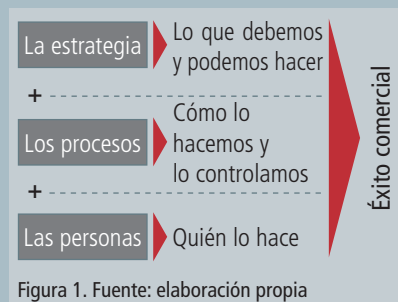 La estrategia
Lo que debemos
y podemos hacer
+
Los procesos
Cómo lo
hacemos y
lo controlamos
+
Las personas
Quién lo hace
Éxito comercial
Figura 1. Fuente: elaboración propia